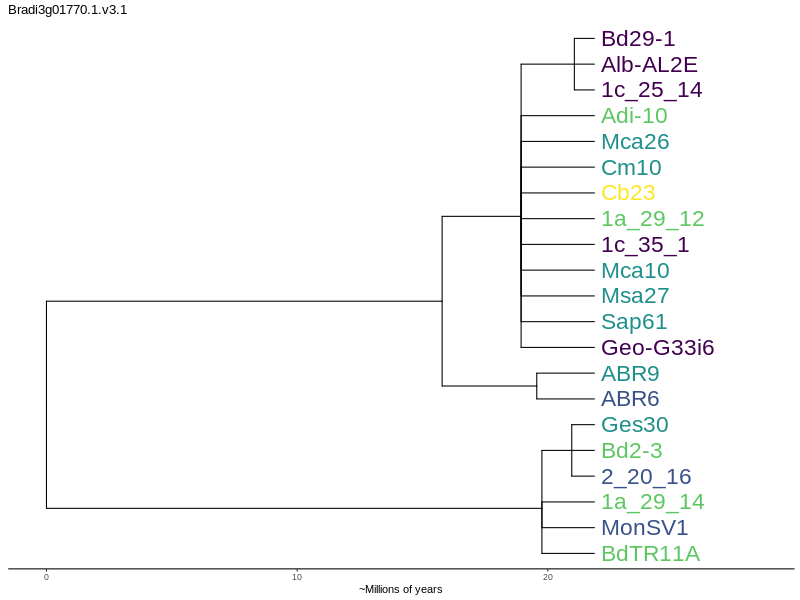 Bradi3g01770.1.v3.1
Bd29-1
Alb-AL2E
1c_25_14
Adi-10
Mca26
Cm10
Cb23
1a_29_12
1c_35_1
Mca10
Msa27
Sap61
Geo-G33i6
ABR9
ABR6
Ges30
Bd2-3
2_20_16
1a_29_14
MonSV1
BdTR11A
0 10 20
~Millions of years